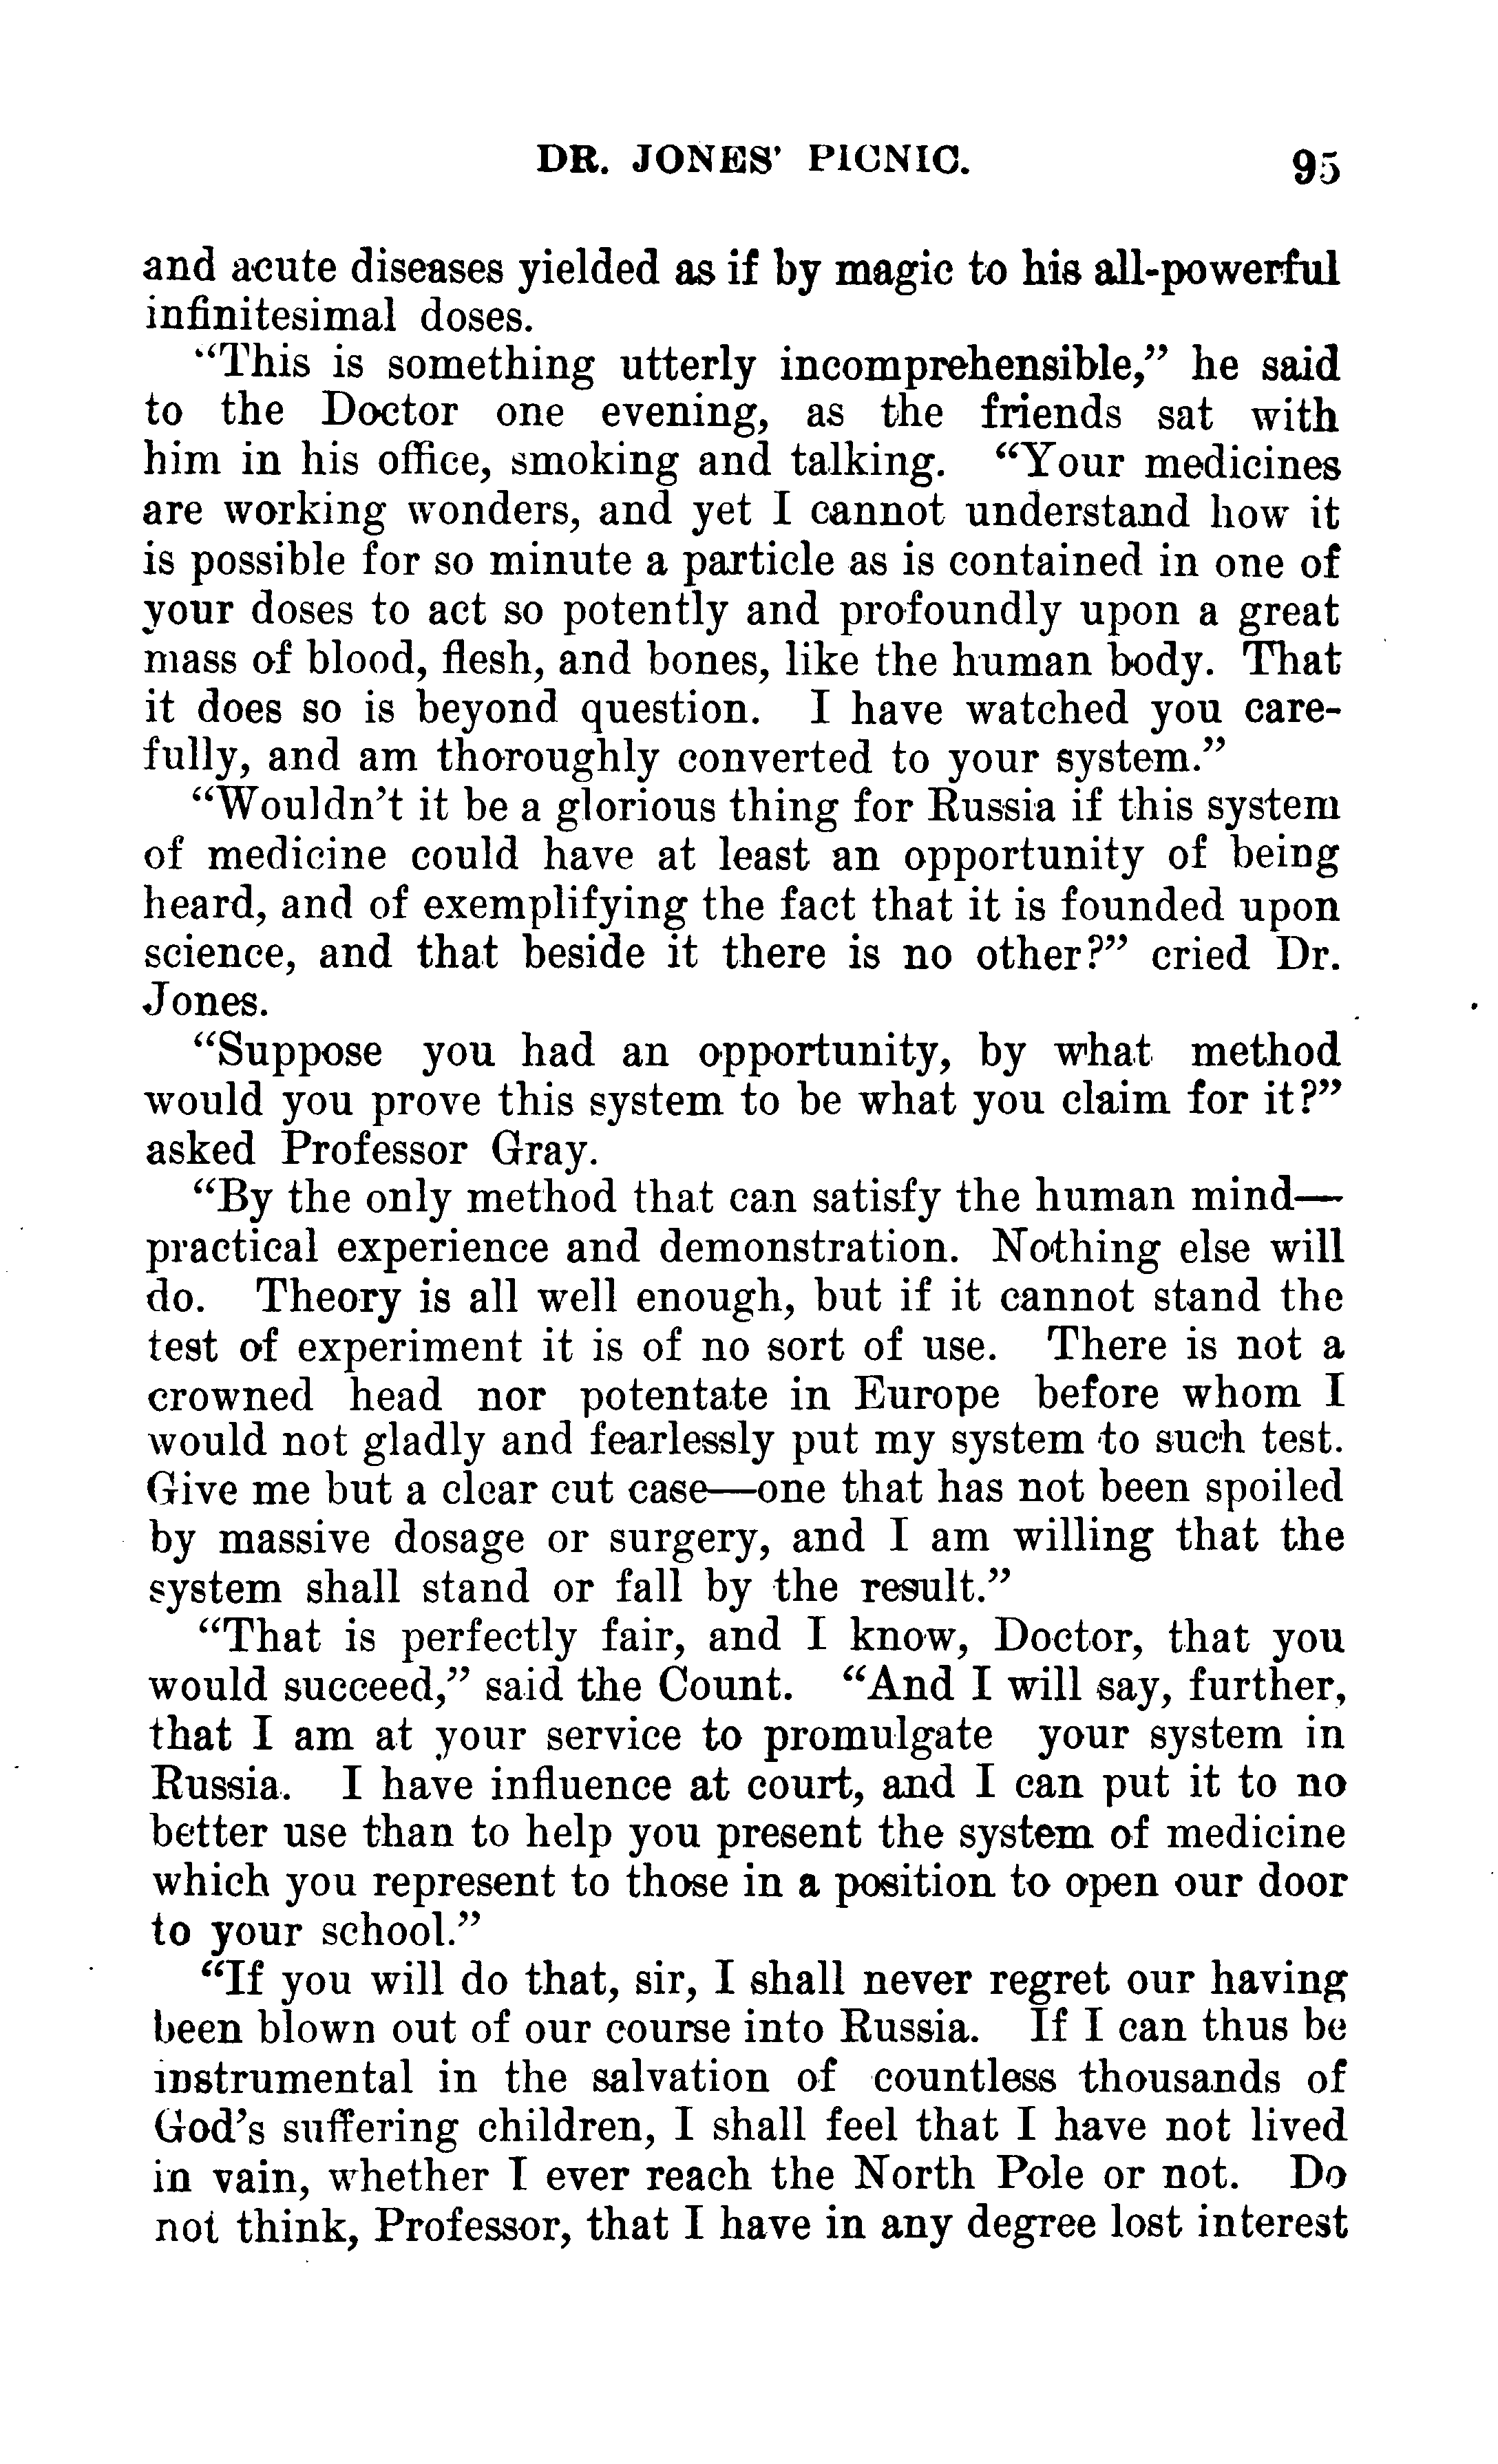 DR. JONES' PICNIC. 95
and acute diseases yielded as if by magic to his all-powerful
infinitesimal doses.
"This is something utterly incomprehensible," he said
to the Doctor one evening, as the friends sat with
him in his office, smoking and talking. "Your medicines
are working wonders, and yet I cannot understand how it
is possible for so minute a particle as is contained in one of
your doses to act so potently and profoundly upon a great
mass of blood, flesh, and bones, like the human body. That
it does so is beyond question. I have watched you care-
fully, and am thoroughly converted to your system."
"Wouldn't it be a glorious thing for Russia if this system
of medicine could have at least an opportunity of being
heard, and of exemplifying the fact that it is founded upon
science, and that beside it there is no other?" cried Dr.
Jones.
"Suppose you had an opportunity, by what method
would you prove this system to be what you claim for it?"
asked Professor Gray.
"By the only method that can satisfy the human mind—
practical experience and demonstration. Nothing else will
do. Theory is all well enough, but if it cannot stand the
test of experiment it is of no sort of use. There is not a
crowned head nor potentate in Europe before whom I
would not gladly and fearlessly put my system to such test.
Give me but a clear cut case—one that has not been spoiled
by massive dosage or surgery, and I am willing that the
system shall stand or fall by the result."
"That is perfectly fair, and I know, Doctor, that you
would succeed," said the Count. "And I will say, further,
that I am at your service to promulgate your system in
Russia. I have influence at court, and I can put it to no
better use than to help you present the system of medicine
which you represent to those in a position to open our door
to your school."
"If you will do that, sir, I shall never regret our having
been blown out of our course into Russia. If I can thus be
instrumental in the salvation of countless thousands of
God's suffering children, I shall feel that I have not lived
in vain, whether I ever reach the North Pole or not. Do
not think, Professor, that I have in any degree lost interest